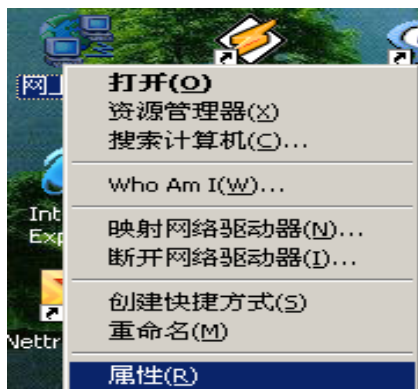 网上
打开(O)
资源管理器(X)
搜索计算机(C)...
Who Am I(W)...
Int
Exp
映射网络驱动器(N)...
断开网络驱动器(I)...
创建快捷方式(S)
重命名(M)
Nettr
属性(R)